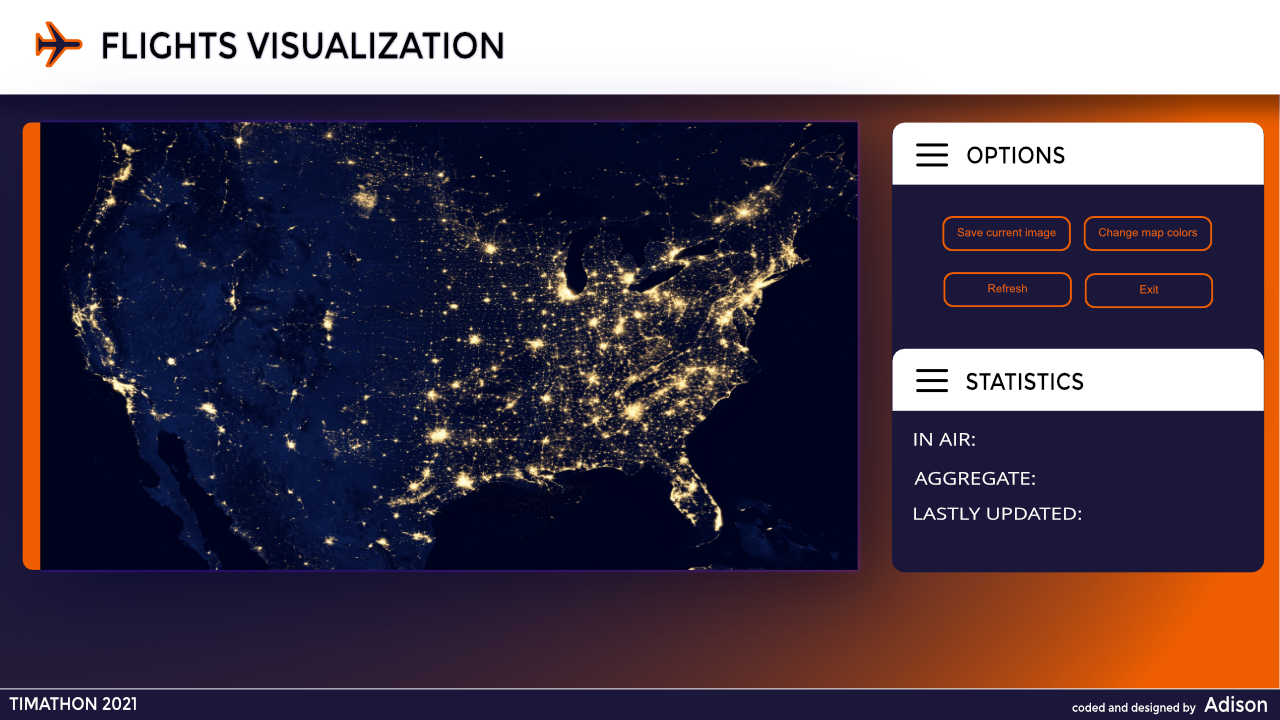 FLIGHTS VISUALIZATION
OPTIONS
Save current image
Change map colors
Refresh
Exit
STATISTICS
IN AIR:
AGGREGATE:
LASTLY UPDATED:
TIMATHON 2021
coded and designed by Adison